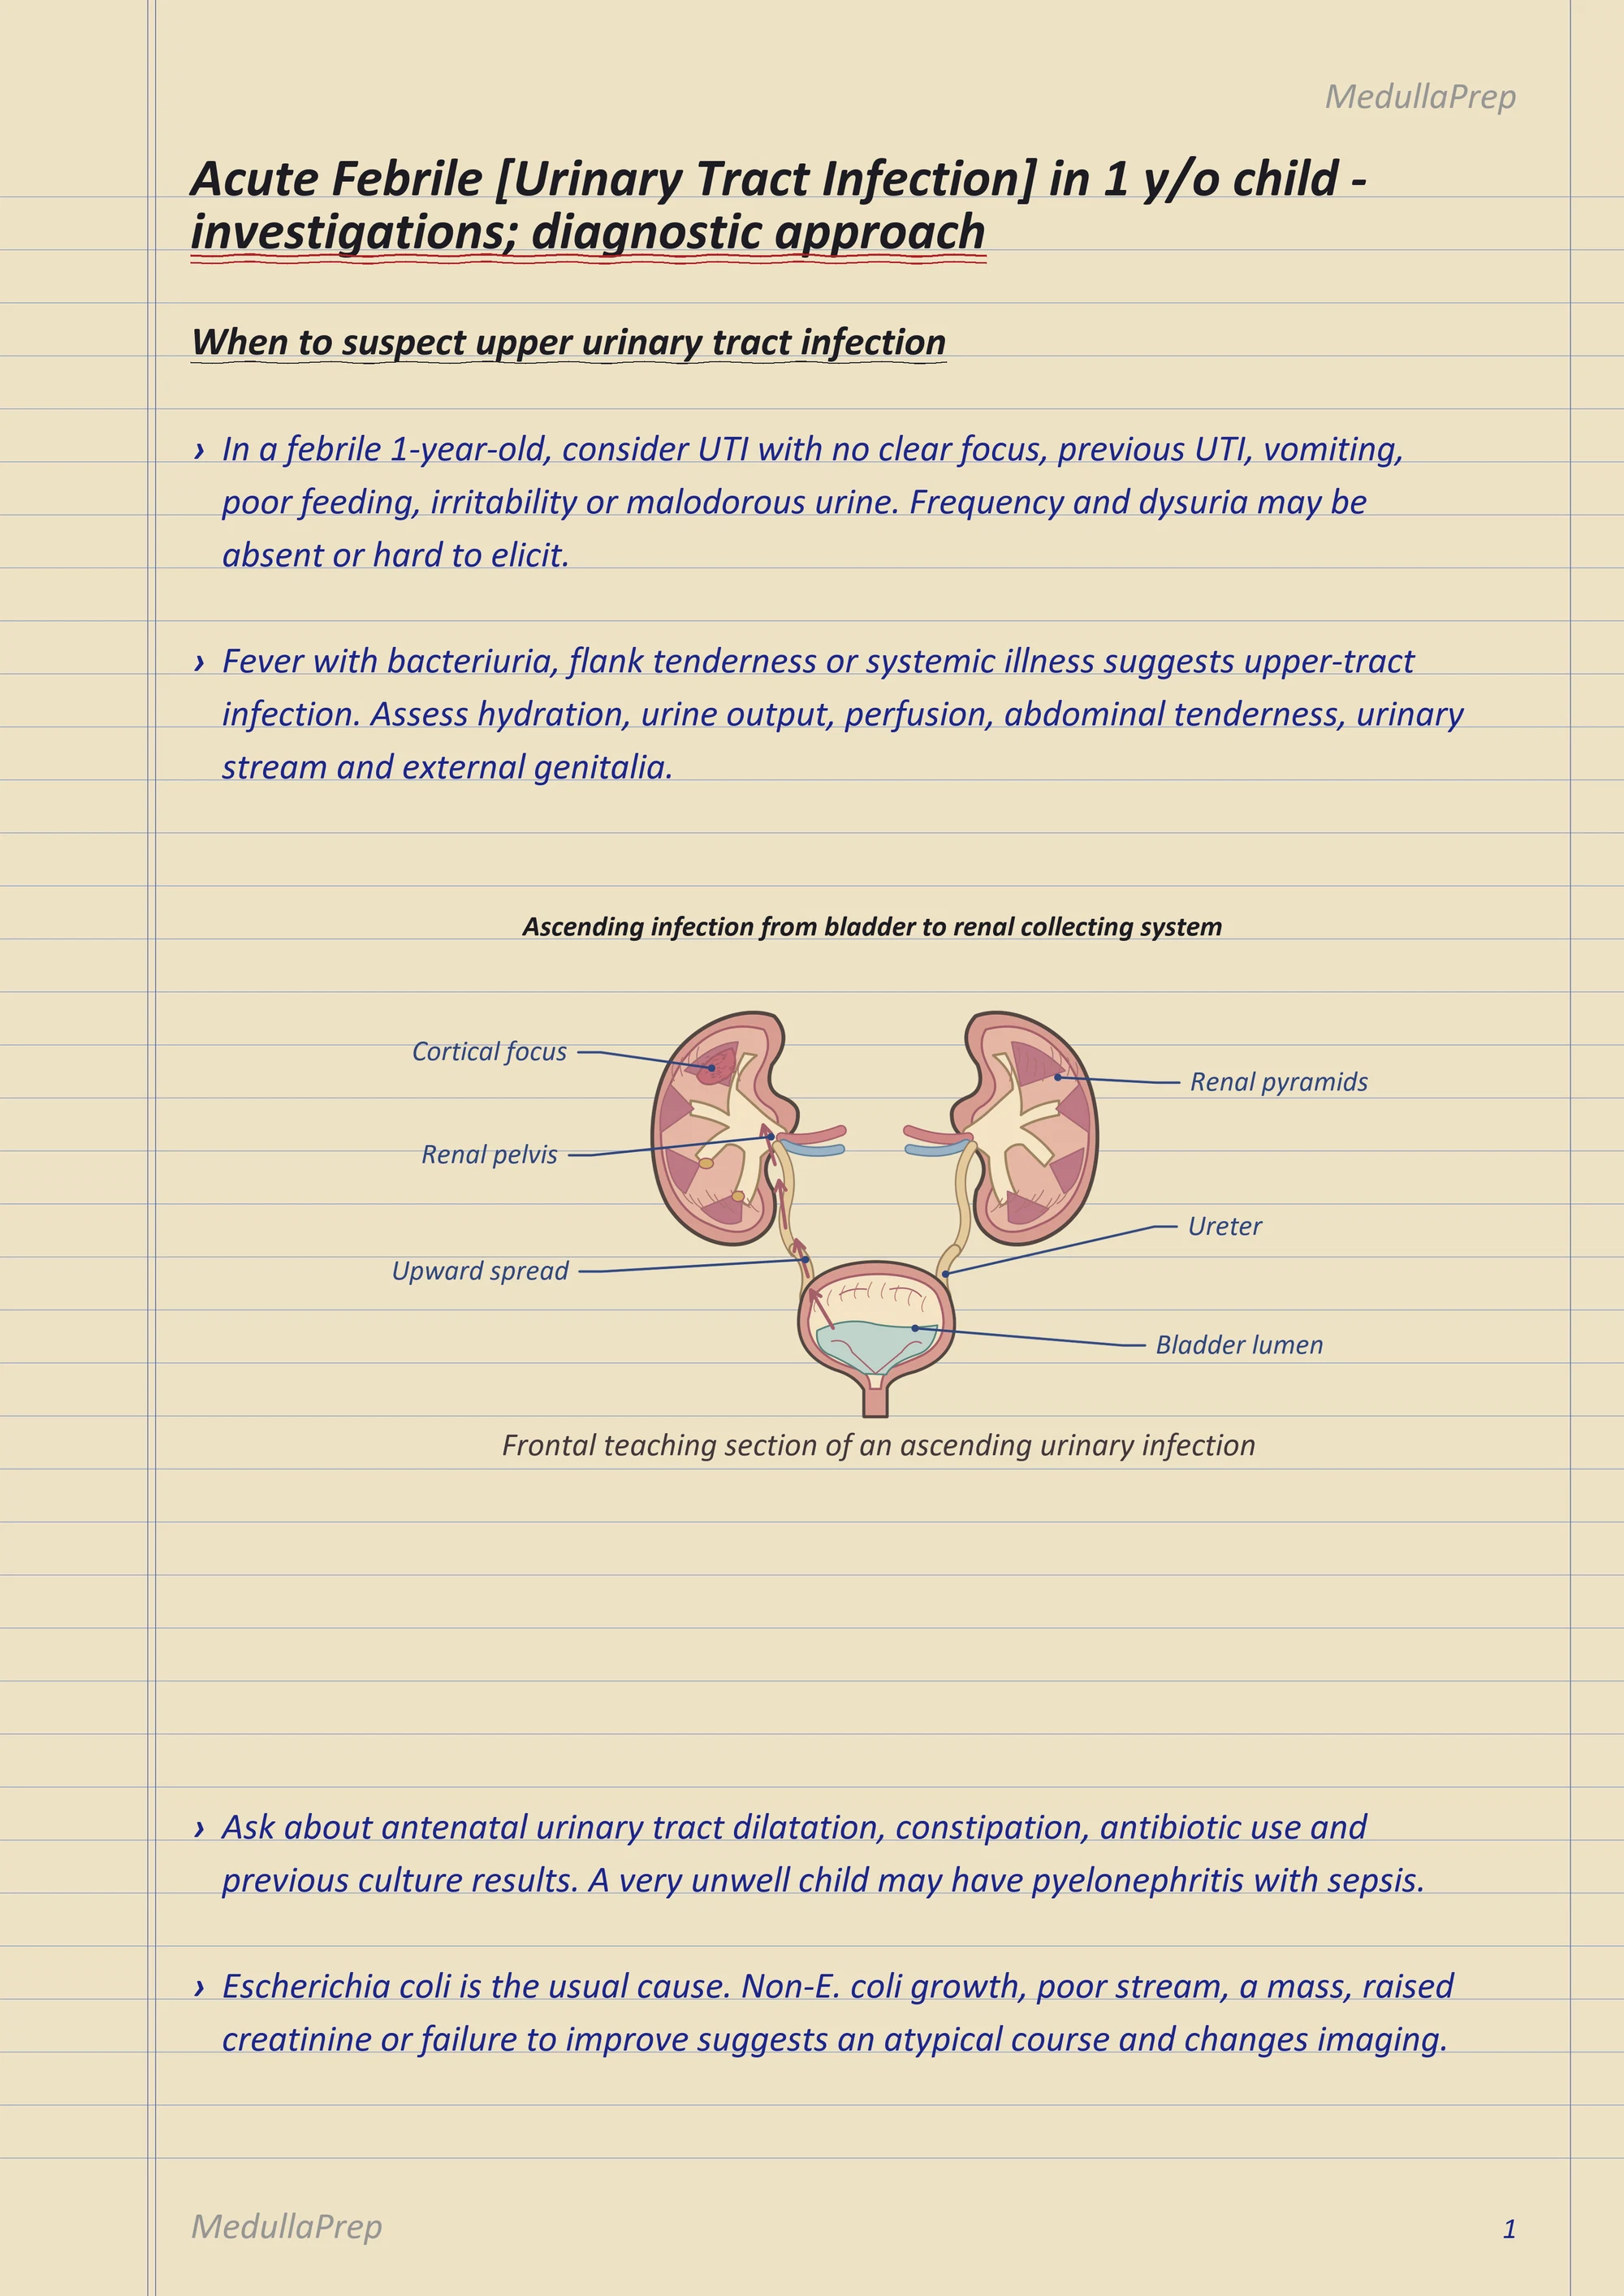 MedullaPrep
Acute Febrile [Urinary Tract Infection] in 1 y/o child -
investigations; diagnostic approach
When to suspect upper urinary tract infection
› In a febrile 1-year-old, consider UTI with no clear focus, previous UTI, vomiting,
poor feeding, irritability or malodorous urine. Frequency and dysuria may be
absent or hard to elicit.
› Fever with bacteriuria, flank tenderness or systemic illness suggests upper-tract
infection. Assess hydration, urine output, perfusion, abdominal tenderness, urinary
stream and external genitalia.
Ascending infection from bladder to renal collecting system
Cortical focus
Renal pyramids
Renal pelvis
Ureter
Upward spread
Bladder lumen
Frontal teaching section of an ascending urinary infection
› Ask about antenatal urinary tract dilatation, constipation, antibiotic use and
previous culture results. A very unwell child may have pyelonephritis with sepsis.
› Escherichia coli is the usual cause. Non-E. coli growth, poor stream, a mass, raised
creatinine or failure to improve suggests an atypical course and changes imaging.
MedullaPrep
1